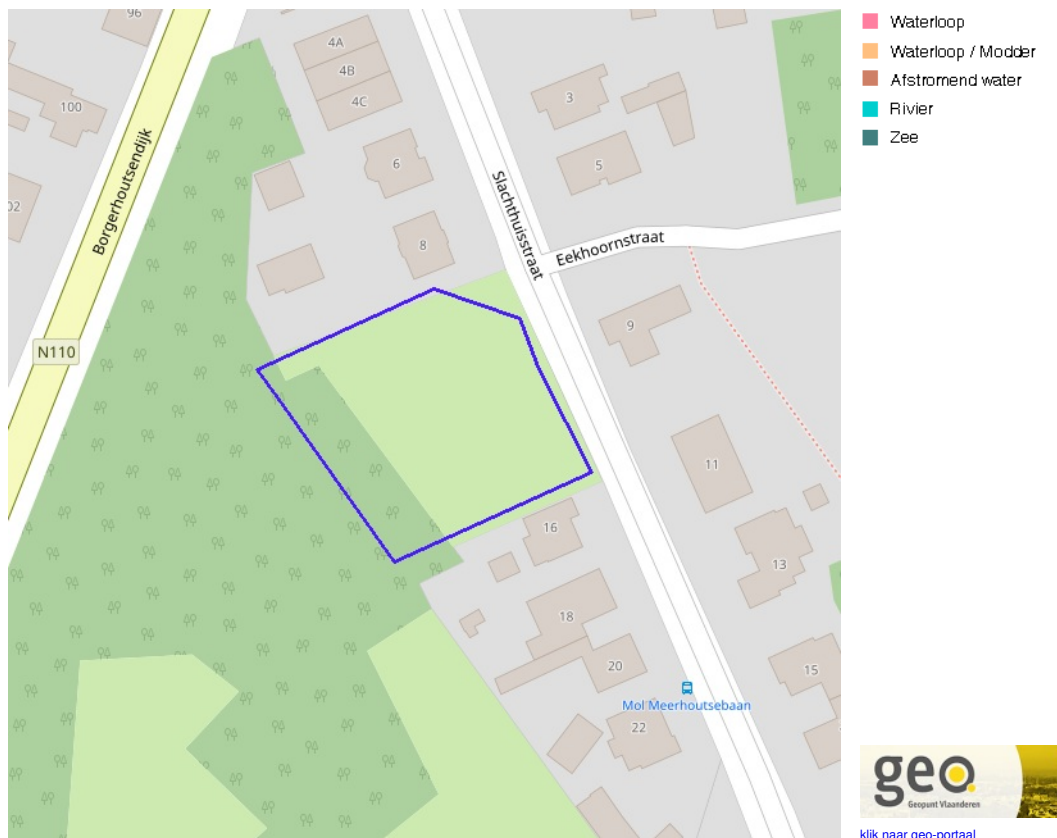 96
4A
4B
4C
100
3
6
5
02
Borgerhoutsendijk
Slachthuisstraat
8
Eekhoornstraat
N110
9
11
16
13
18
20
15
Mol Meerhoutsebaan
22
Waterloop
Waterloop / Modder
Afstromend water
Rivier
Zee
geo.
Geopunt Vlaanderen
klik naar geo-portaal